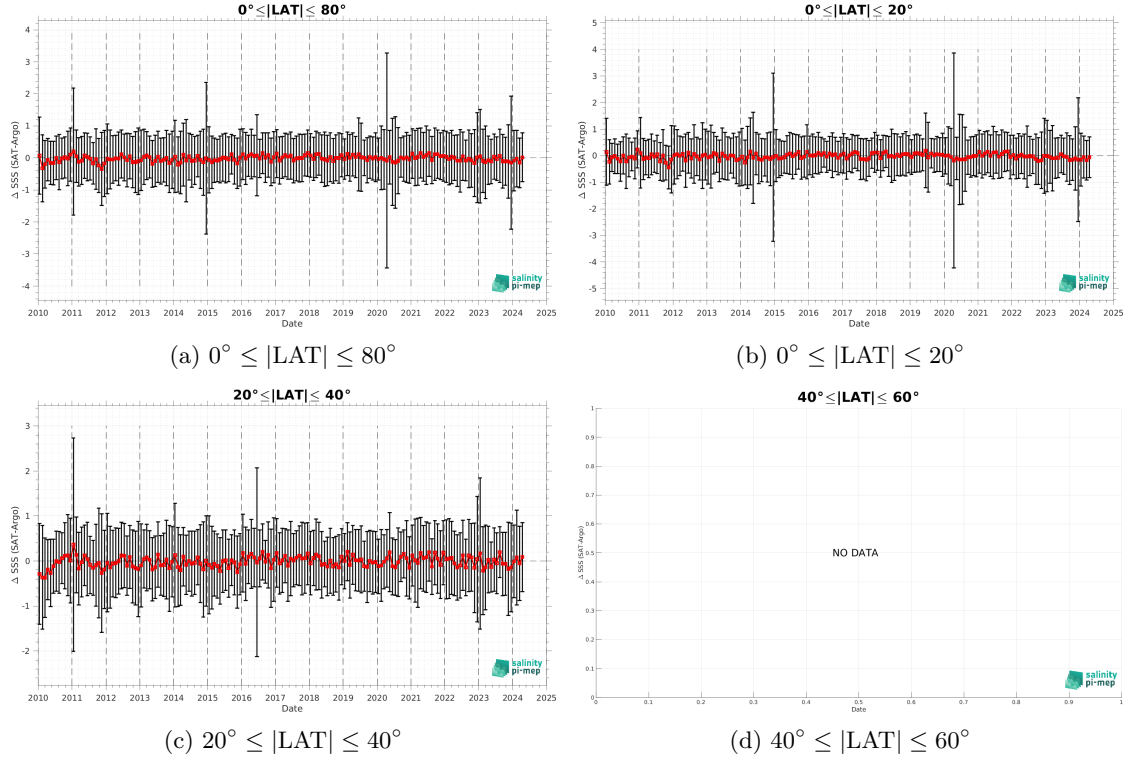 0°≤|LAT|≤ 80°
4
3
2
1
0
-1
-2
-3
-4
Δ SSS (SAT-Argo)
2010 2011 2012 2013 2014 2015 2016 2017 2018 2019 2020 2021 2022 2023 2024 2025
Date
salinity
pi-mep
(a) 0° ≤ |LAT| ≤ 80°
0°≤|LAT|≤ 20°
5
4
3
2
1
0
-1
-2
-3
-4
-5
Δ SSS (SAT-Argo)
2010 2011 2012 2013 2014 2015 2016 2017 2018 2019 2020 2021 2022 2023 2024 2025
Date
salinity
pi-mep
(b) 0° ≤ |LAT| ≤ 20°
20°≤|LAT|≤ 40°
3
2
1
0
-1
-2
Δ SSS (SAT-Argo)
2010 2011 2012 2013 2014 2015 2016 2017 2018 2019 2020 2021 2022 2023 2024 2025
Date
salinity
pi-mep
(c) 20° ≤ |LAT| ≤ 40°
40°≤|LAT|≤ 60°
1
0.9
0.8
0.7
0.6
0.5
0.4
0.3
0.2
0.1
0
Δ SSS (SAT-Argo)
NO DATA
0 0.1 0.2 0.3 0.4 0.5 0.6 0.7 0.8 0.9 1
Date
salinity
pi-mep
(d) 40° ≤ |LAT| ≤ 60°